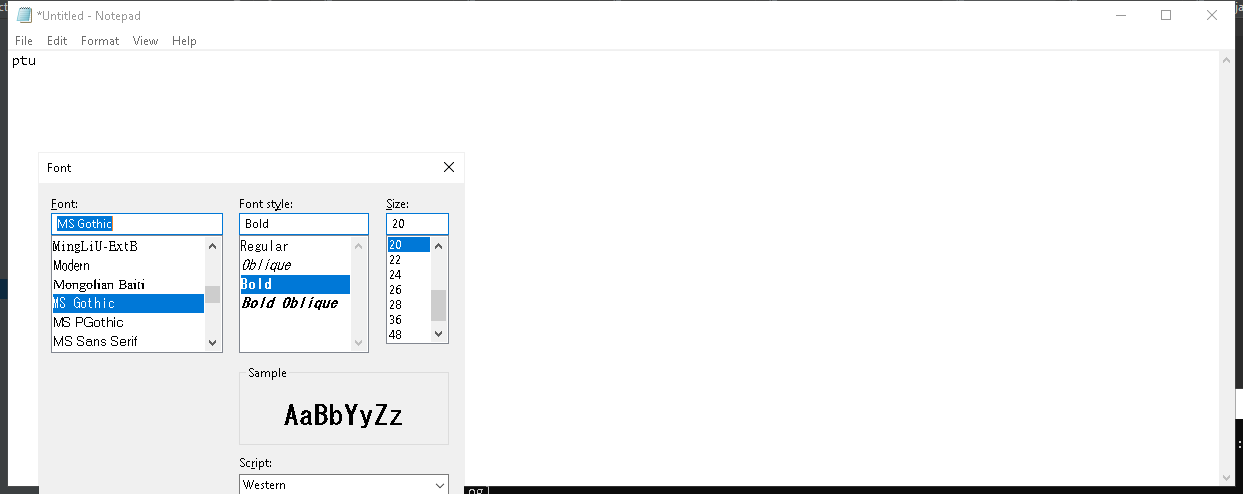 *Untitled - Notepad
File Edit Format View Help
ptu
Font
Font: Font style: Size:
MS Gothic Bold 20
MingLiU-ExtB Regular 20
Modern Oblique 22
Mongolian Baiti Bold 24
MS Gothic Bold Oblique 26
MS PGothic 28
MS Sans Serif 36
48
Sample
AaBbYyZz
Script:
Western